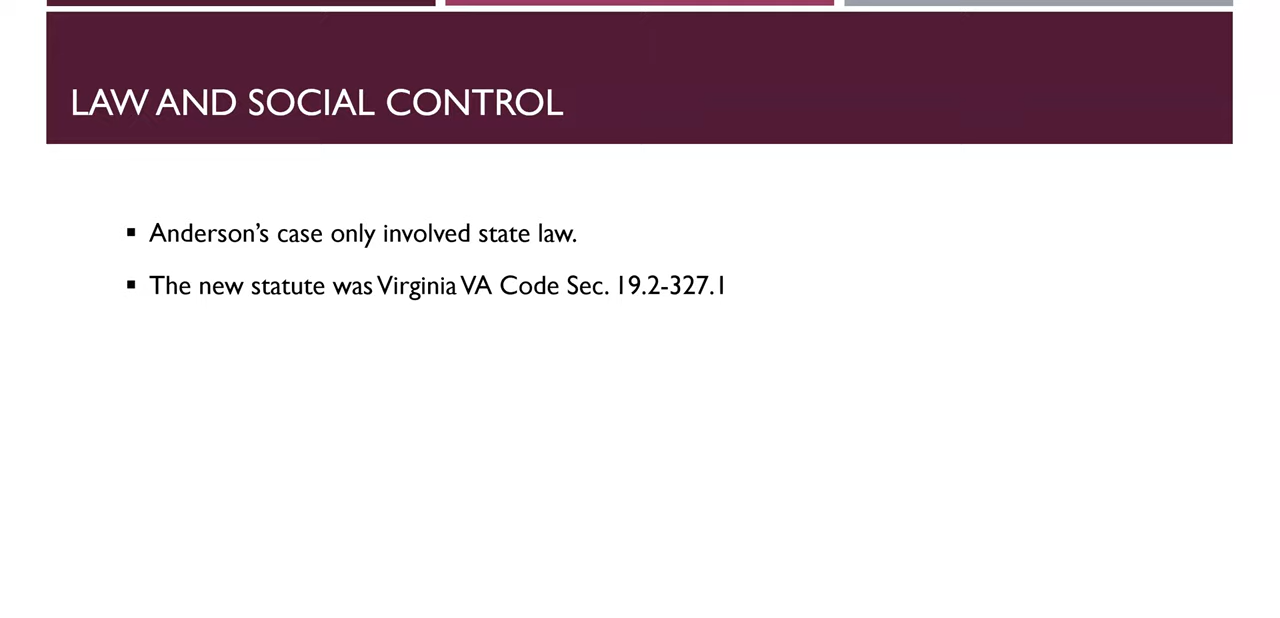 LAW AND SOCIAL CONTROL
▪ Anderson’s case only involved state law.
▪ The new statute was Virginia VA Code Sec. 19.2-327.1